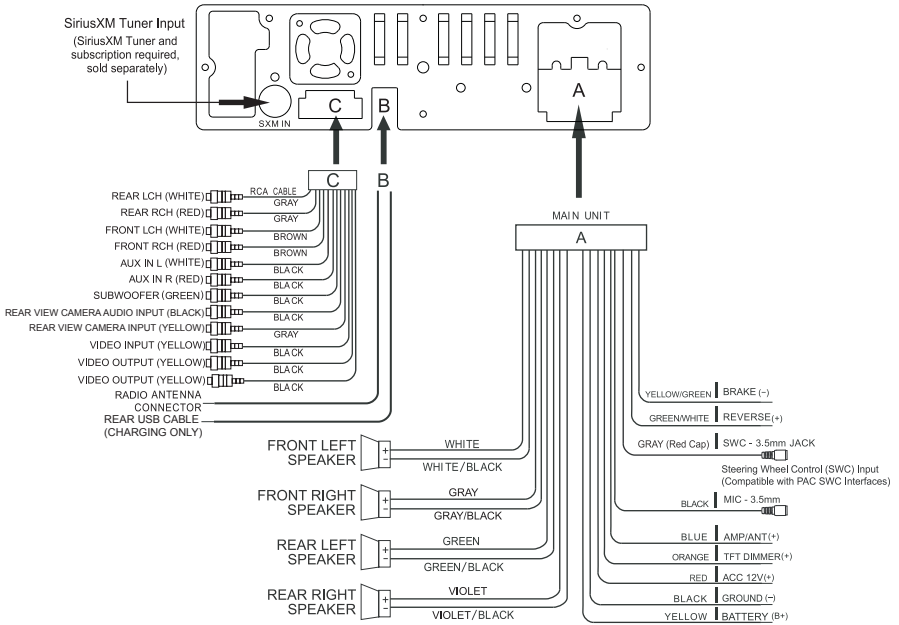 SiriusXM Tuner Input
(SiriusXM Tuner and
subscription required,
sold separately)
SXM IN
C
B
A
C
B
REAR LCH (WHITE)
RCA CABLE
GRAY
REAR RCH (RED)
GRAY
FRONT LCH (WHITE)
BROWN
FRONT RCH (RED)
BROWN
AUX IN L (WHITE)
BLACK
AUX IN R (RED)
BLACK
SUBWOOFER (GREEN)
BLACK
REAR VIEW CAMERA AUDIO INPUT (BLACK)
BLACK
REAR VIEW CAMERA INPUT (YELLOW)
GRAY
VIDEO INPUT (YELLOW)
BLACK
VIDEO OUTPUT (YELLOW)
BLACK
VIDEO OUTPUT (YELLOW)
BLACK
RADIO ANTENNA
CONNECTOR
REAR USB CABLE
(CHARGING ONLY)
MAIN UNIT
A
FRONT LEFT
SPEAKER
+
−
WHITE
WHITE/BLACK
FRONT RIGHT
SPEAKER
+
−
GRAY
GRAY/BLACK
REAR LEFT
SPEAKER
+
−
GREEN
GREEN/BLACK
REAR RIGHT
SPEAKER
+
−
VIOLET
VIOLET/BLACK
YELLOW/GREEN BRAKE (−)
GREEN/WHITE REVERSE(+)
GRAY (Red Cap) SWC - 3.5mm JACK
Steering Wheel Control (SWC) Input
(Compatible with PAC SWC Interfaces)
BLACK MIC - 3.5mm
BLUE AMP/ANT(+)
ORANGE TFT DIMMER(+)
RED ACC 12V(+)
BLACK GROUND (−)
YELLOW BATTERY (B+)